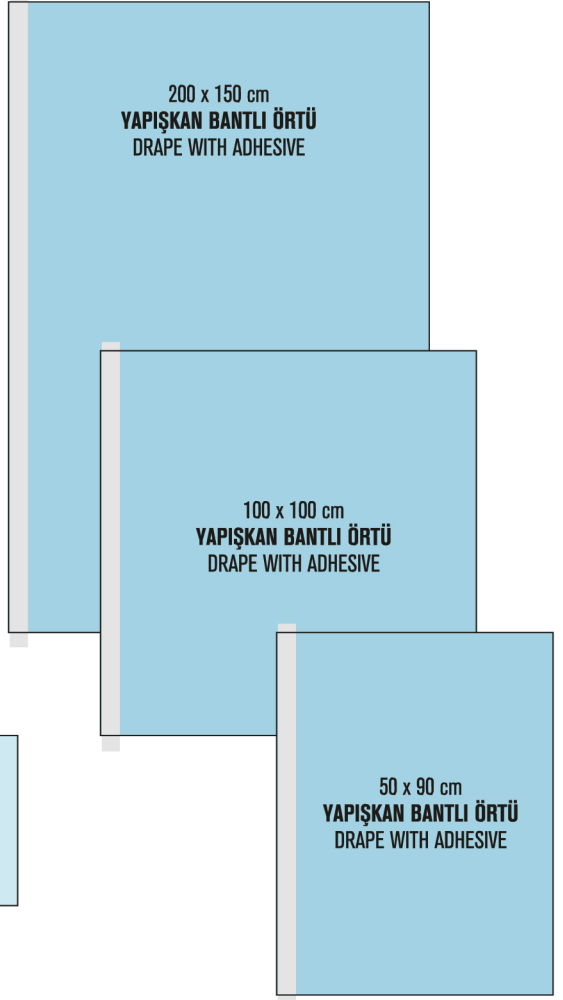 200 x 150 cm
YAPIŞKAN BANTLI ÖRTÜ
DRAPE WITH ADHESIVE
100 x 100 cm
YAPIŞKAN BANTLI ÖRTÜ
DRAPE WITH ADHESIVE
50 x 90 cm
YAPIŞKAN BANTLI ÖRTÜ
DRAPE WITH ADHESIVE